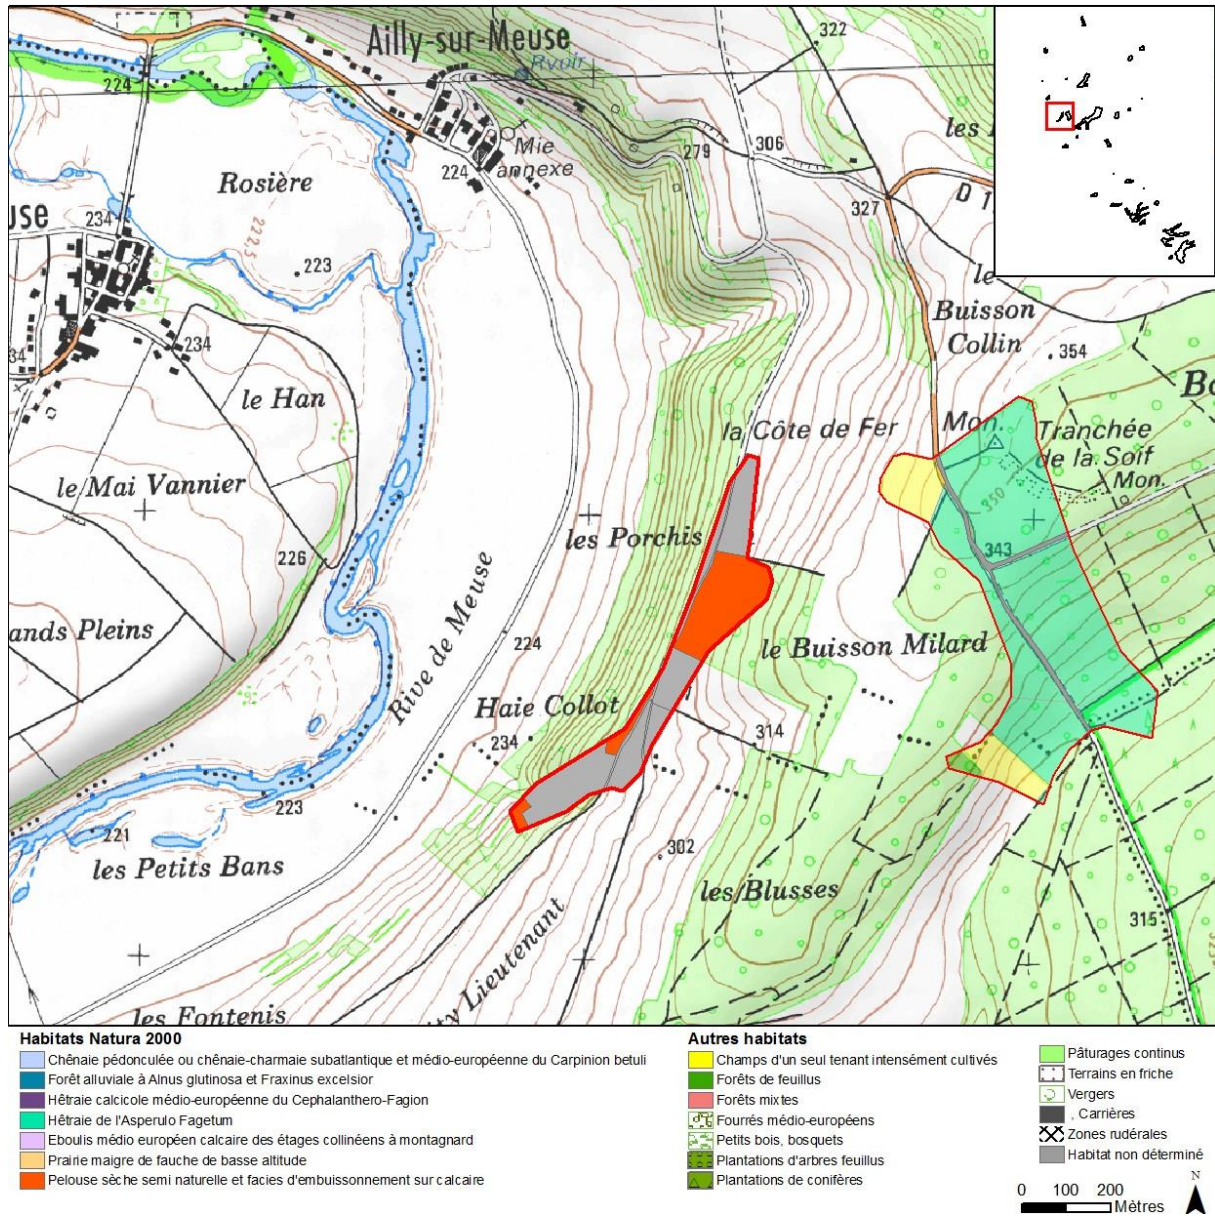 Ailly-sur-Meuse
322
Rvoir
224
les
Mie
annexe
279
306
Rosière
224
327
D 1
USE
234
222.5
223
le
Buisson
Collin
354
34
234
le Han
Bo
la Côte de Fer
Mon.
Tranchée
de la Soif
Mon.
350
le Mai Vannier
les Porchis
343
226
ands Pleins
Rive de Meuse
224
le Buisson Milard
Haie Collot
234
314
223
221
les Petits Bans
302
les Blusses
315
ity Lieutenant
les Fontenis
Habitats Natura 2000
Chênaie pédonculée ou chênaie-charmaie subatlantique et médio-européenne du Carpinion betuli
Forêt alluviale à Alnus glutinosa et Fraxinus excelsior
Hêtraie calcicole médio-européenne du Cephalanthero-Fagion
Hêtraie de l'Asperulo Fagetum
Eboulis médio européen calcaire des étages collinéens à montagnard
Prairie maigre de fauche de basse altitude
Pelouse sèche semi naturelle et facies d'embuissonnement sur calcaire
Autres habitats
Champs d'un seul tenant intensément cultivés
Forêts de feuillus
Forêts mixtes
Fourrés médio-européens
Petits bois, bosquets
Plantations d'arbres feuillus
Plantations de conifères
Pâturages continus
Terrains en friche
Vergers
, Carrières
Zones rudérales
Habitat non déterminé
N
0 100 200
Mètres